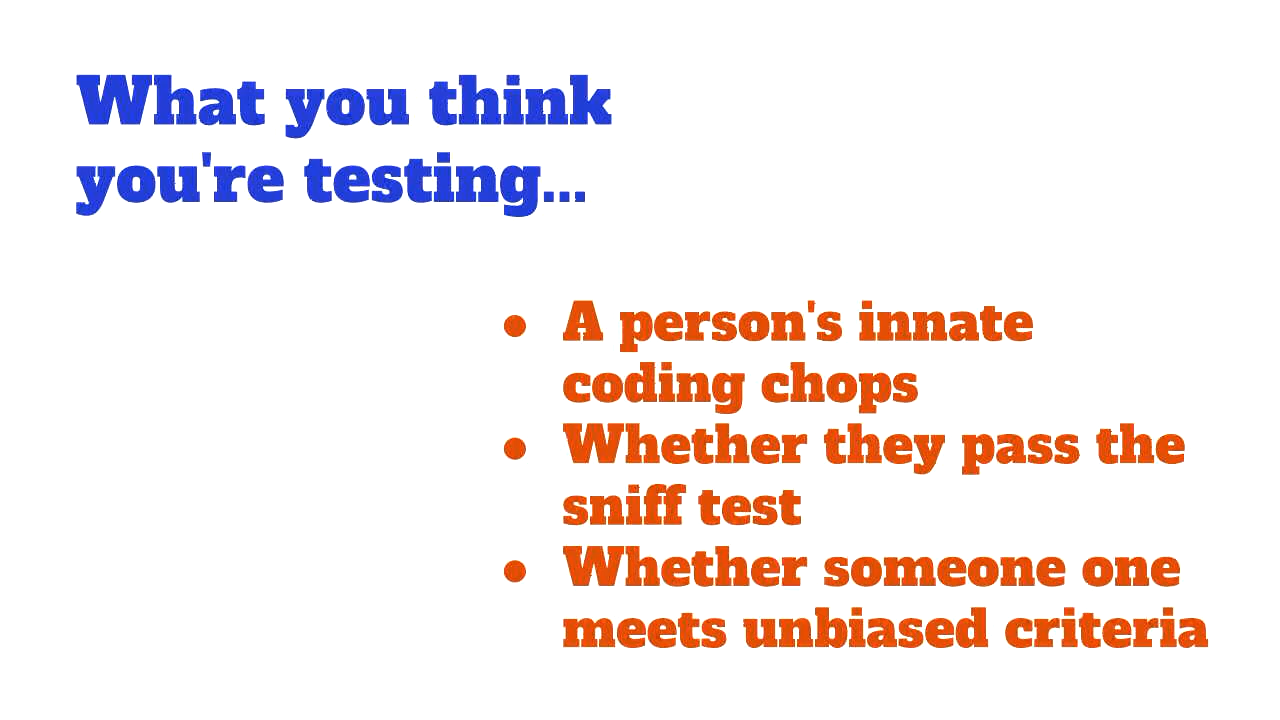 What you think
you're testing...
● A person's innate
coding chops
● Whether they pass the
sniff test
● Whether someone one
meets unbiased criteria